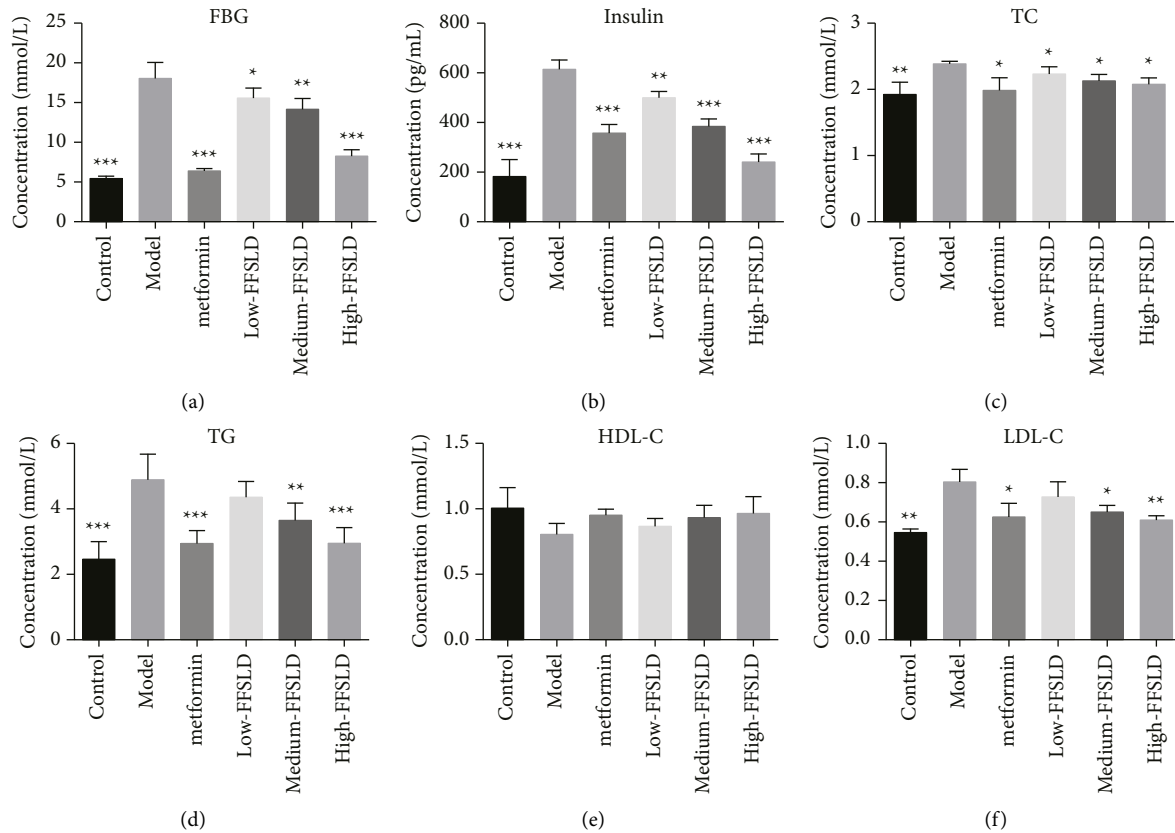 FBG
Concentration (mmol/L)
25
20
15
10
5
0
***
***
*
**
***
Control
Model
metformin
Low-FFSLD
Medium-FFSLD
High-FFSLD
(a)
Insulin
Concentration (pg/mL)
800
600
400
200
0
***
***
**
***
***
Control
Model
metformin
Low-FFSLD
Medium-FFSLD
High-FFSLD
(b)
TC
Concentration (mmol/L)
3
2
1
0
**
*
*
*
*
Control
Model
metformin
Low-FFSLD
Medium-FFSLD
High-FFSLD
(c)
TG
Concentration (mmol/L)
6
4
2
0
***
***
**
***
Control
Model
metformin
Low-FFSLD
Medium-FFSLD
High-FFSLD
(d)
HDL-C
Concentration (mmol/L)
1.5
1.0
0.5
0.0
Control
Model
metformin
Low-FFSLD
Medium-FFSLD
High-FFSLD
(e)
LDL-C
Concentration (mmol/L)
1.0
0.8
0.6
0.4
0.2
0.0
**
*
*
**
Control
Model
metformin
Low-FFSLD
Medium-FFSLD
High-FFSLD
(f)